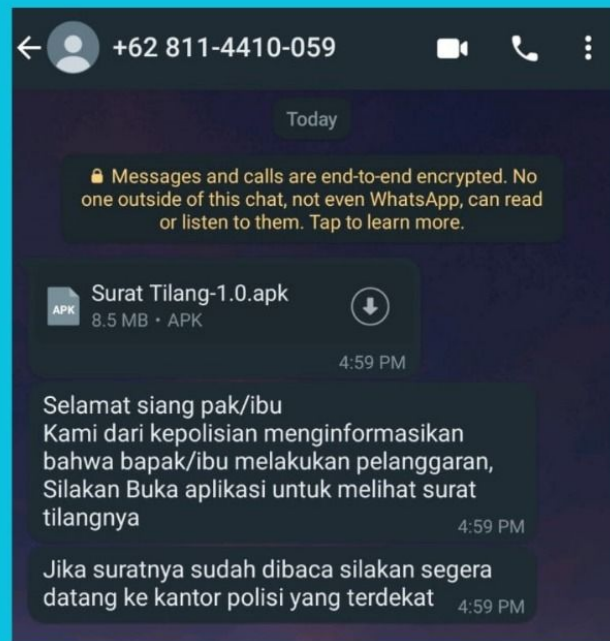 +62 811-4410-059
Today
Messages and calls are end-to-end encrypted. No
one outside of this chat, not even WhatsApp, can read
or listen to them. Tap to learn more.
Surat Tilang-1.0.apk
APK
8.5 MB • APK
4:59 PM
Selamat siang pak/ibu
Kami dari kepolisian menginformasikan
bahwa bapak/ibu melakukan pelanggaran,
Silakan Buka aplikasi untuk melihat surat
tilangnya
4:59 PM
Jika suratnya sudah dibaca silakan segera
datang ke kantor polisi yang terdekat
4:59 PM